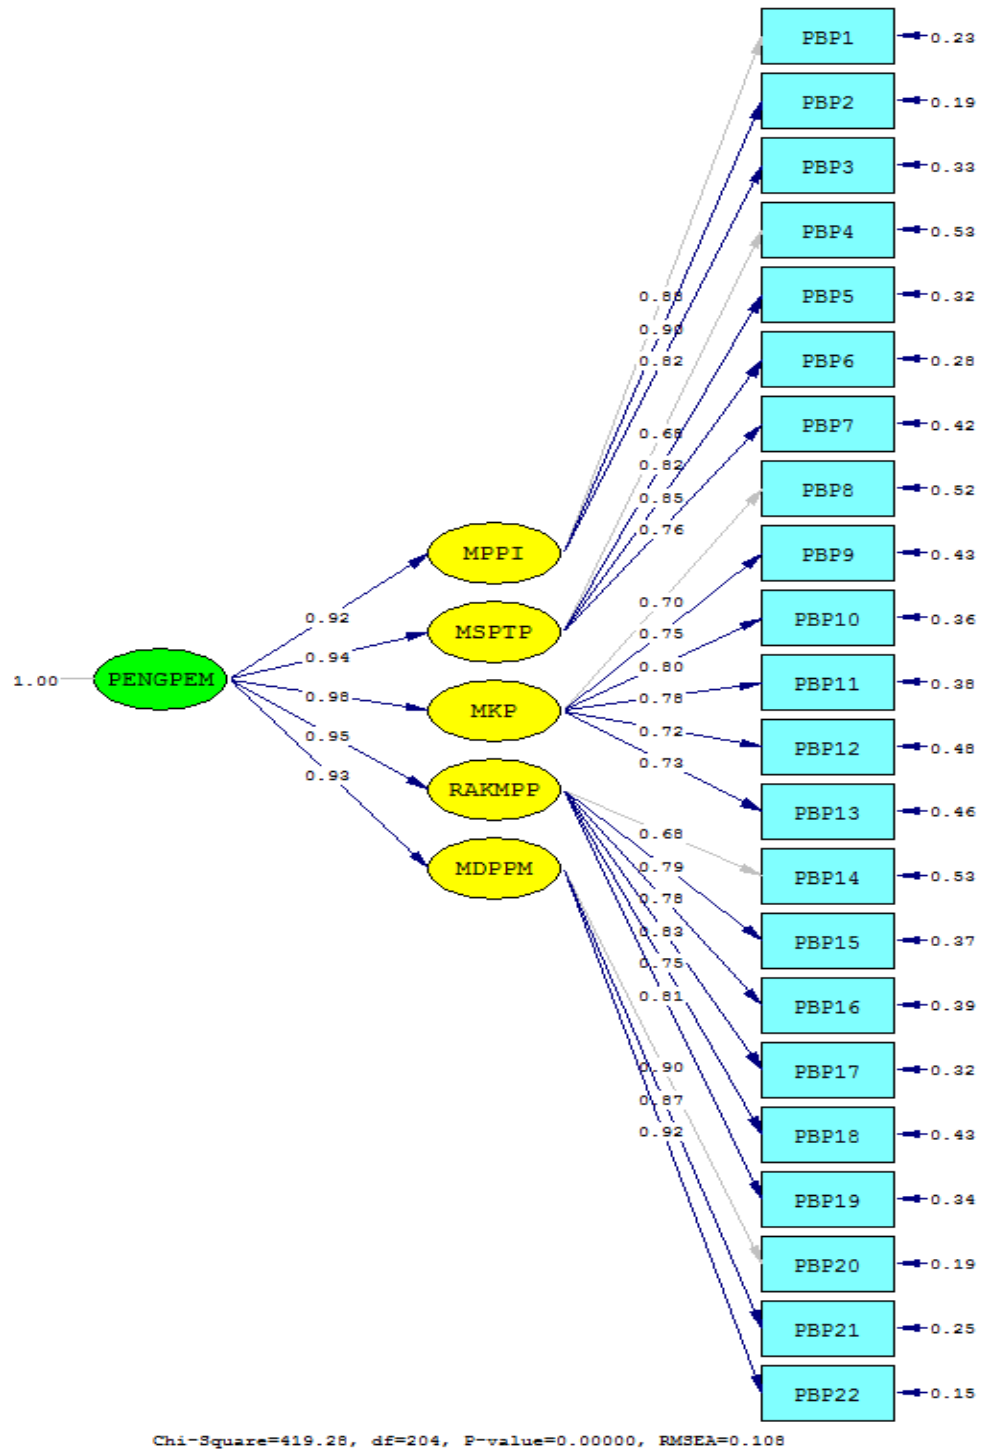 PBP1 0.23
PBP2 0.19
PBP3 0.33
PBP4 0.53
0.88
PBP5 0.32
0.90
0.82
PBP6 0.28
PBP7 0.42
0.68
0.82
PBP8 0.52
0.85
0.76
MPPI
PBP9 0.43
0.70
0.92
PBP10 0.36
MSPTP
0.75
0.94
0.80
1.00
PENGPEM
PBP11 0.38
0.98
0.78
MKP
0.72
0.95
PBP12 0.48
0.73
0.93
RAKMPP
PBP13 0.46
0.68
MDPPM
0.79
PBP14 0.53
0.78
0.83
PBP15 0.37
0.75
0.81
PBP16 0.39
0.90
PBP17 0.32
0.87
0.92
PBP18 0.43
PBP19 0.34
PBP20 0.19
PBP21 0.25
PBP22 0.15
Chi-Square=419.28, df=204, P-value=0.00000, RMSEA=0.108